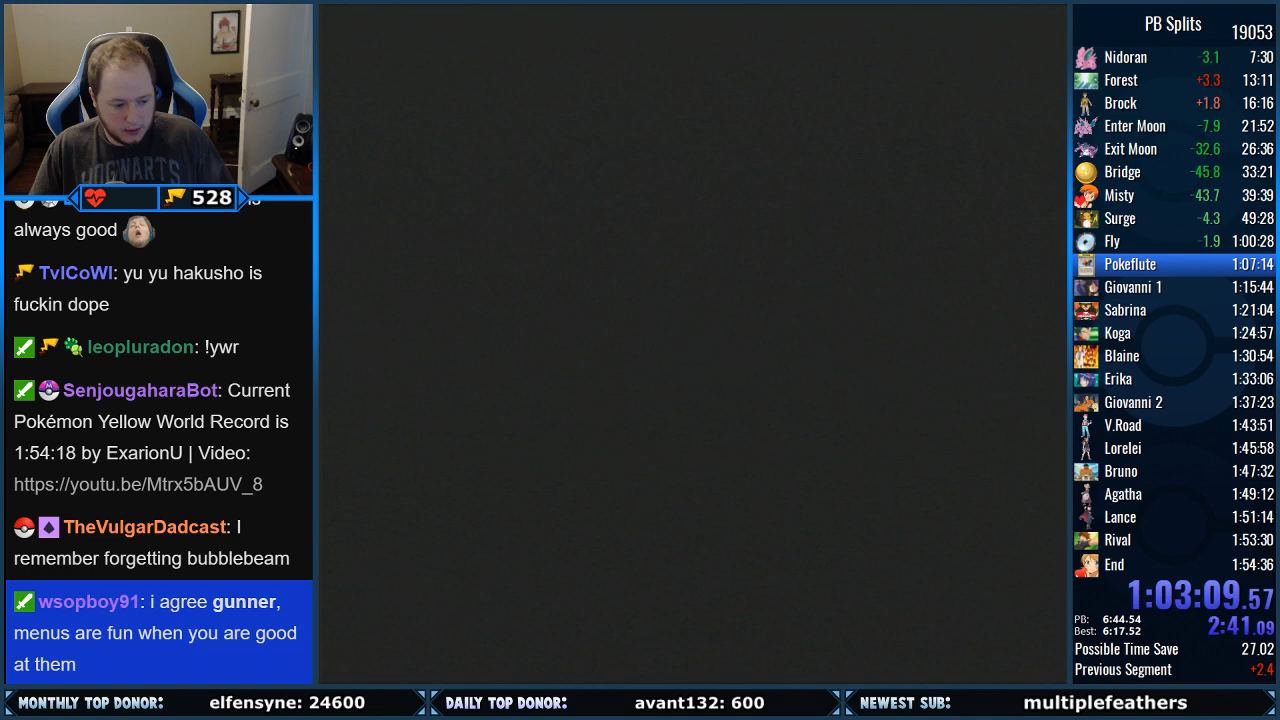 HOGWARTS
528
always good
TvlCoWl: yu yu hakusho is
fuckin dope
leopluradon: !ywr
SenjougaharaBot: Current
Pokémon Yellow World Record is
1:54:18 by ExarionU | Video:
https://youtu.be/Mtrx5bAUV_8
TheVulgarDadcast: I
remember forgetting bubblebeam
wsopboy91: i agree gunner,
menus are fun when you are good
at them
PB Splits
19053
Nidoran -3.1 7:30
Forest +3.3 13:11
Brock +1.8 16:16
Enter Moon -7.9 21:52
Exit Moon -32.6 26:36
Bridge -45.8 33:21
Misty -43.7 39:39
Surge -4.3 49:28
Fly -1.9 1:00:28
Pokeflute 1:07:14
Giovanni 1 1:15:44
Sabrina 1:21:04
Koga 1:24:57
Blaine 1:30:54
Erika 1:33:06
Giovanni 2 1:37:23
V.Road 1:43:51
Lorelei 1:45:58
Bruno 1:47:32
Agatha 1:49:12
Lance 1:51:14
Rival 1:53:30
End 1:54:36
1:03:09.57
PB: 6:44.54
Best: 6:17.52
2:41.09
Possible Time Save 27.02
Previous Segment +2.4
MONTHLY TOP DONOR: elfensyne: 24600
DAILY TOP DONOR: avant132: 600
NEWEST SUB: multiplefeathers